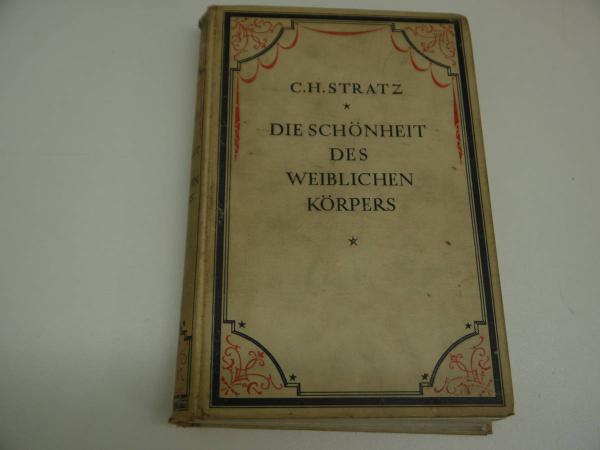 C.H. STRATZ
DIE SCHÖNHEIT
DES
WEIBLICHEN
KÖRPERS